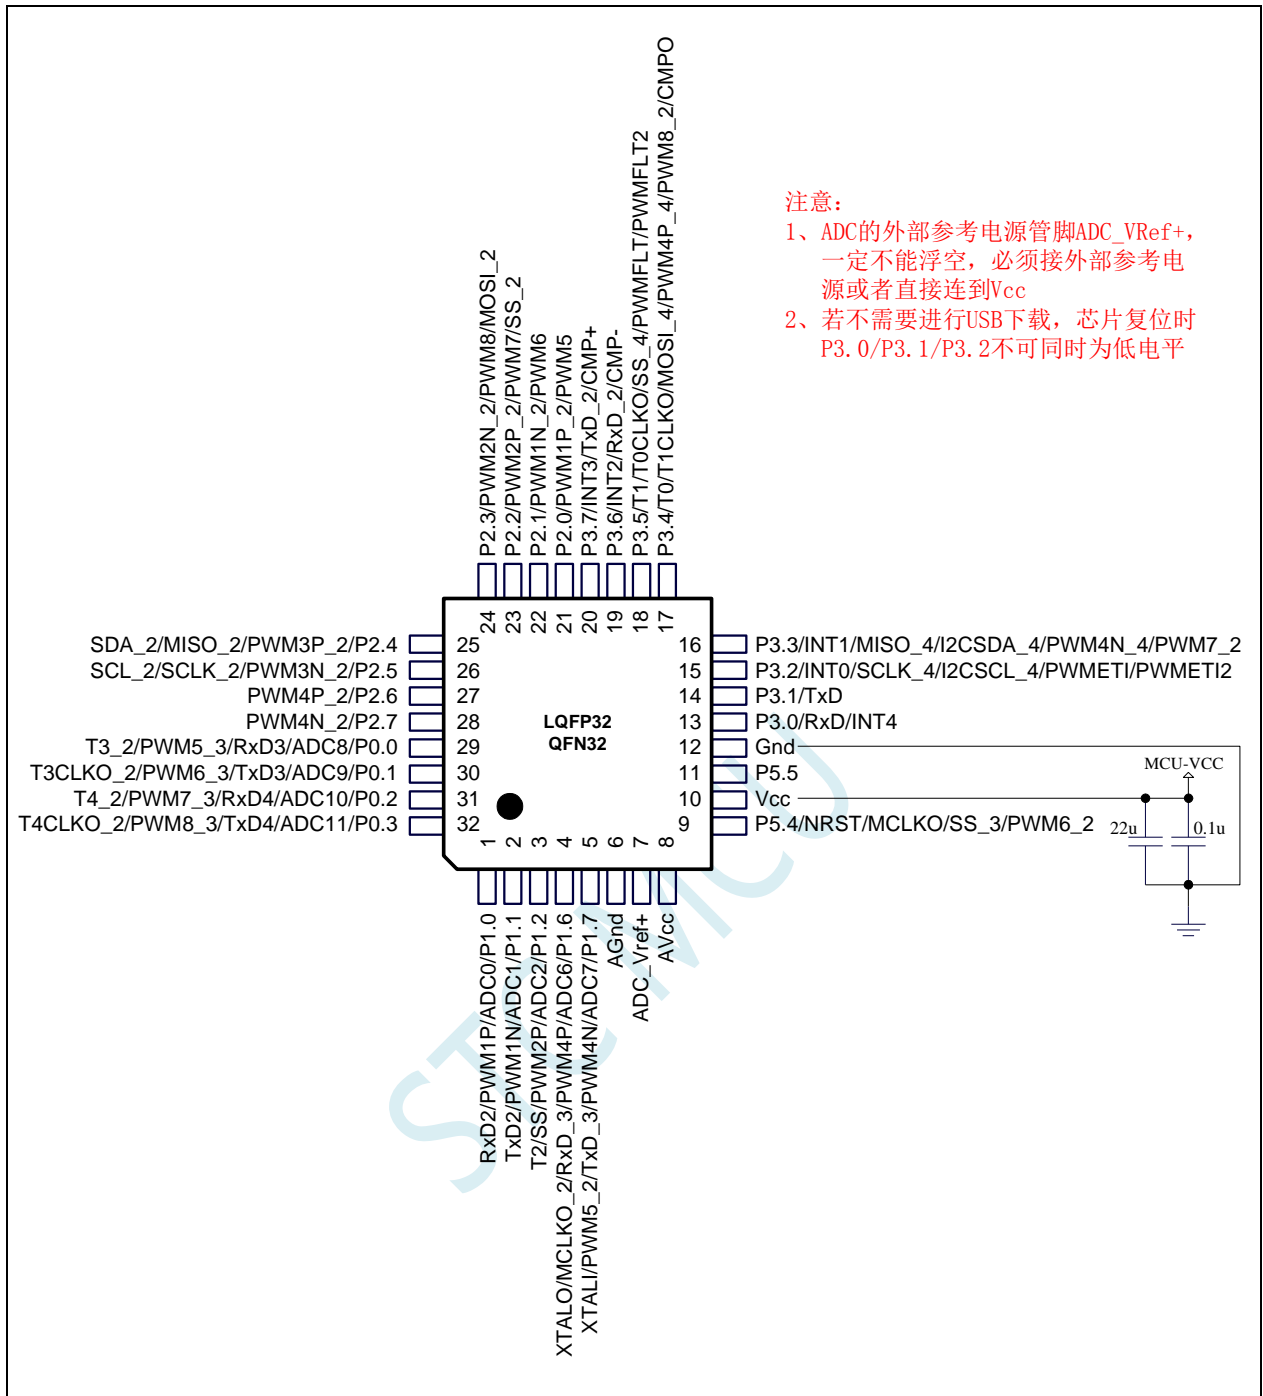 P2.3/PWM2N_2/PWM8/MOSI_2
P2.2/PWM2P_2/PWM7/SS_2
P2.1/PWM1N_2/PWM6
P2.0/PWM1P_2/PWM5
P3.7/INT3/TxD_2/CMP+
P3.6/INT2/RxD_2/CMP-
P3.5/T1/T0CLKO/SS_4/PWMFLT/PWMFLT2
P3.4/T0/T1CLKO/MOSI_4/PWM4P_4/PWM8_2/CMPO
注意：
1、ADC的外部参考电源管脚ADC_VRef+，
一定不能浮空，必须接外部参考电
源或者直接连到Vcc
2、若不需要进行USB下载，芯片复位时
P3.0/P3.1/P3.2不可同时为低电平
24 23 22 21 20 19 18 17
SDA_2/MISO_2/PWM3P_2/P2.4 25
SCL_2/SCLK_2/PWM3N_2/P2.5 26
PWM4P_2/P2.6 27
PWM4N_2/P2.7 28
T3_2/PWM5_3/RxD3/ADC8/P0.0 29
T3CLKO_2/PWM6_3/TxD3/ADC9/P0.1 30
T4_2/PWM7_3/RxD4/ADC10/P0.2 31
T4CLKO_2/PWM8_3/TxD4/ADC11/P0.3 32
LQFP32
QFN32
16 P3.3/INT1/MISO_4/I2CSDA_4/PWM4N_4/PWM7_2
15 P3.2/INT0/SCLK_4/I2CSCL_4/PWMETI/PWMETI2
14 P3.1/TxD
13 P3.0/RxD/INT4
12 Gnd
11 P5.5
10 Vcc
9 P5.4/NRST/MCLKO/SS_3/PWM6_2
MCU-VCC
22u
0.1u
1 2 3 4 5 6 7 8
RxD2/PWM1P/ADC0/P1.0
TxD2/PWM1N/ADC1/P1.1
T2/SS/PWM2P/ADC2/P1.2
XTALO/MCLKO_2/RxD_3/PWM4P/ADC6/P1.6
XTALI/PWM5_2/TxD_3/PWM4N/ADC7/P1.7
AGnd
ADC_Vref+
AVcc
STC MCU